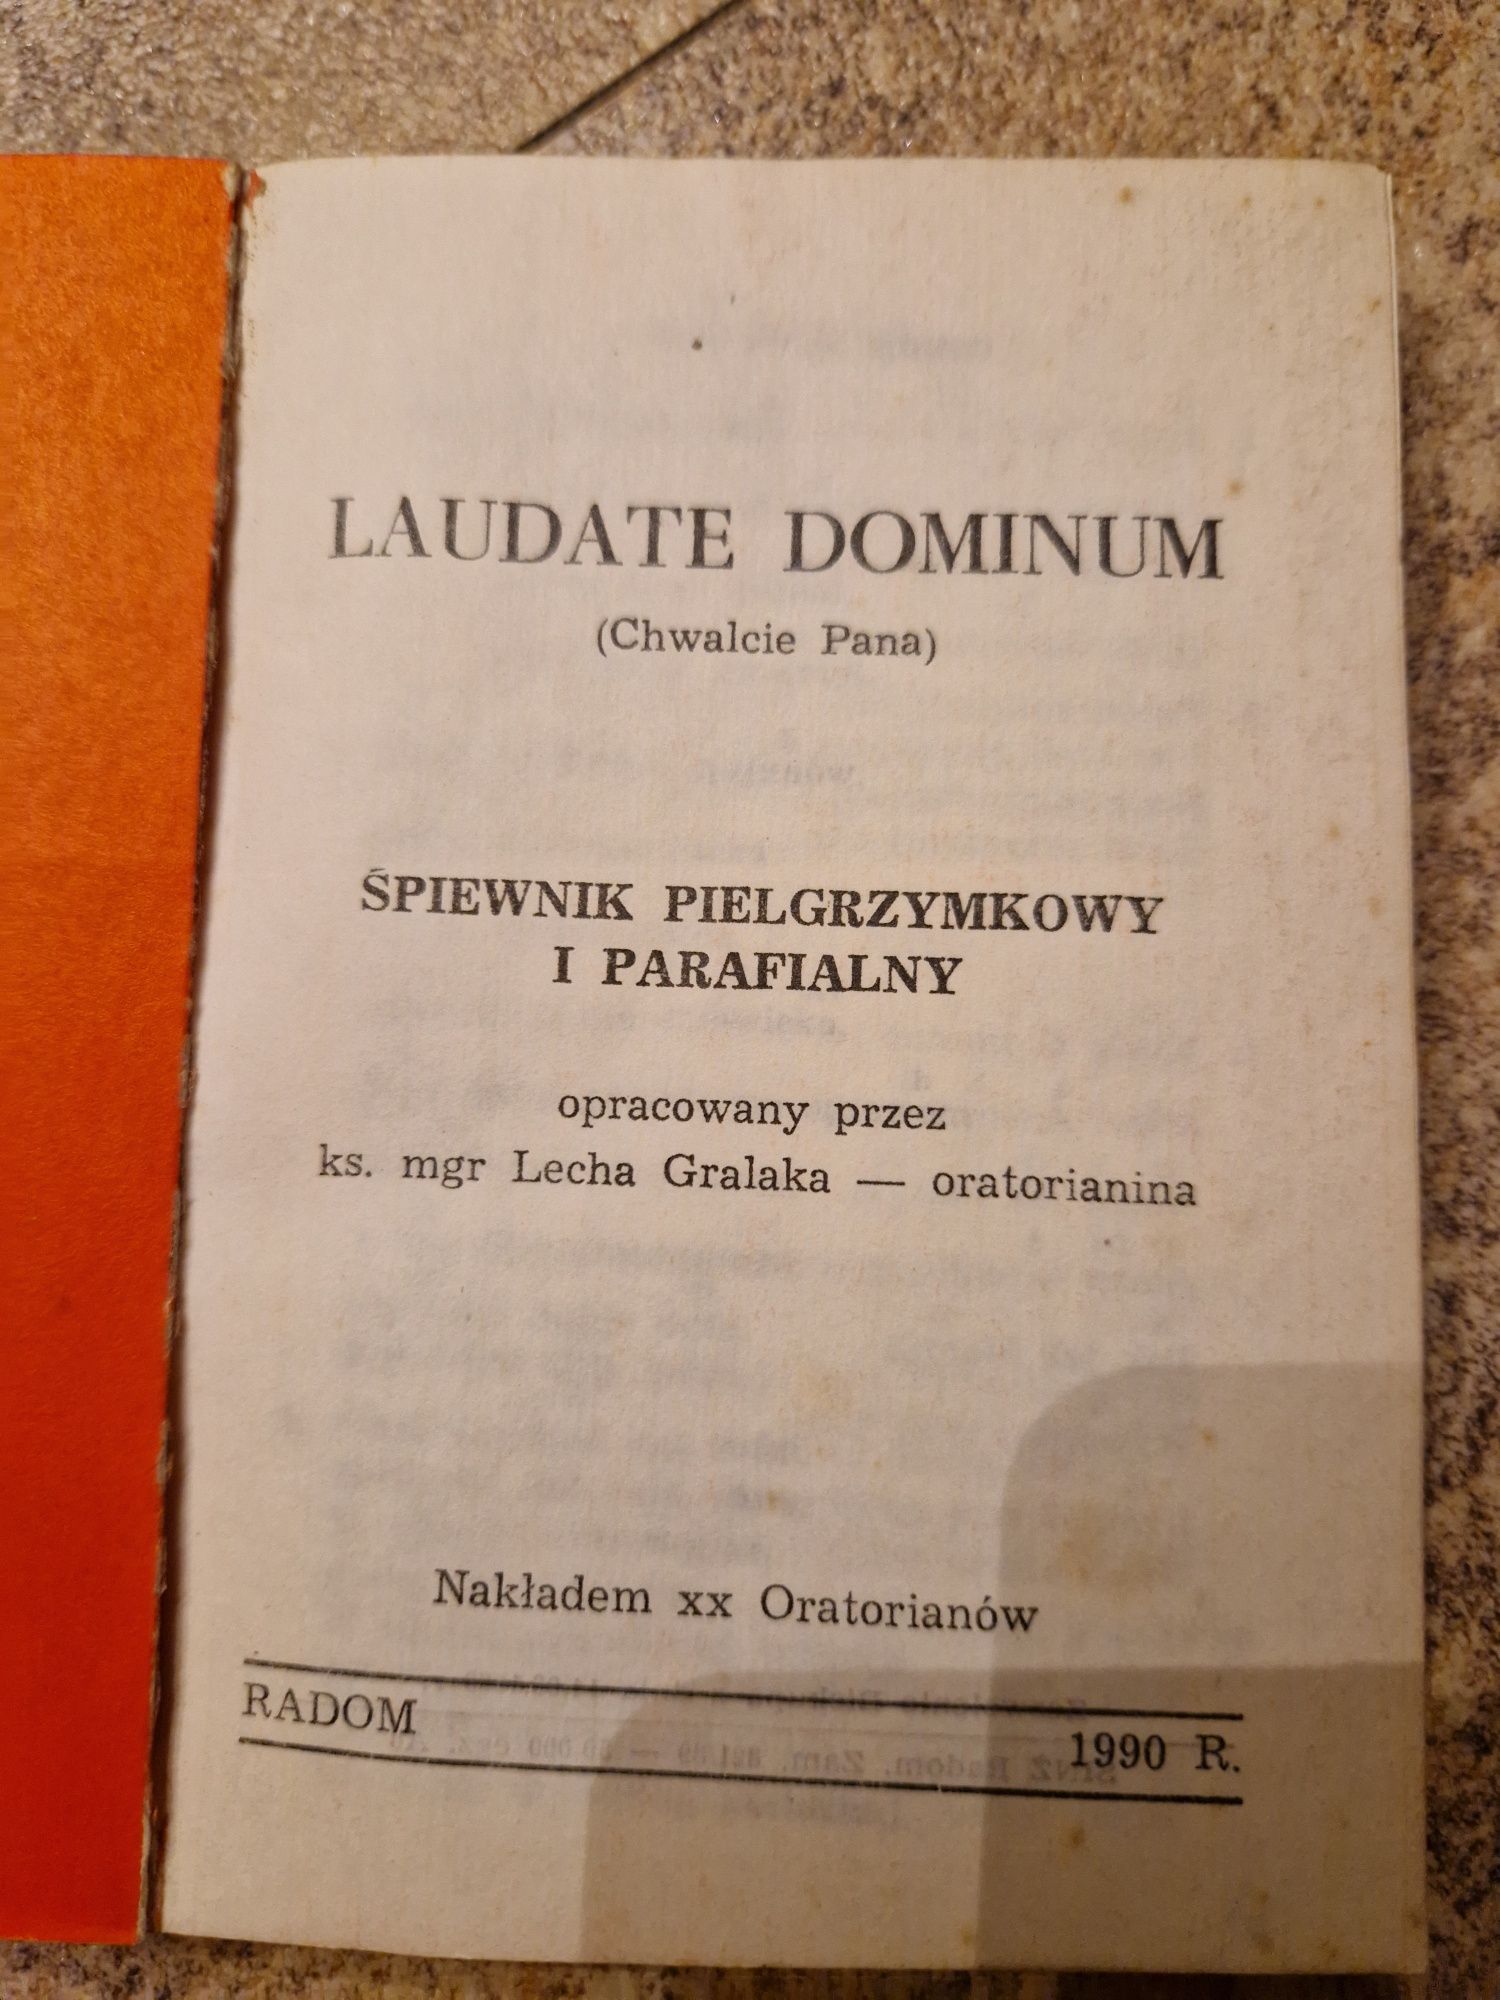 LAUDATE DOMINUM
(Chwalcie Pana)
ŚPIEWNIK PIELGRZYMKOWY
I PARAFIALNY
opracowany przez
ks. mgr Lecha Gralaka — oratorianina
Nakładem xx Oratorianów
RADOM 1990 R.